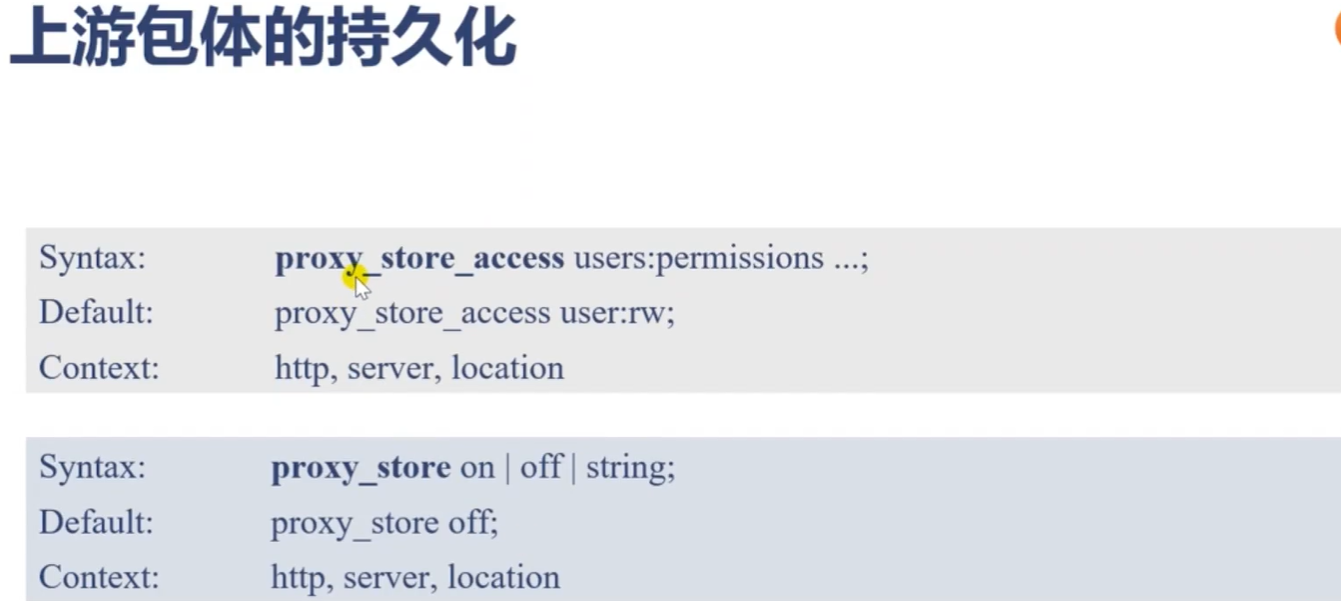 上游包体的持久化
Syntax: proxy_store_access users:permissions ...;
Default: proxy_store_access user:rw;
Context: http, server, location
Syntax: proxy_store on | off | string;
Default: proxy_store off;
Context: http, server, location